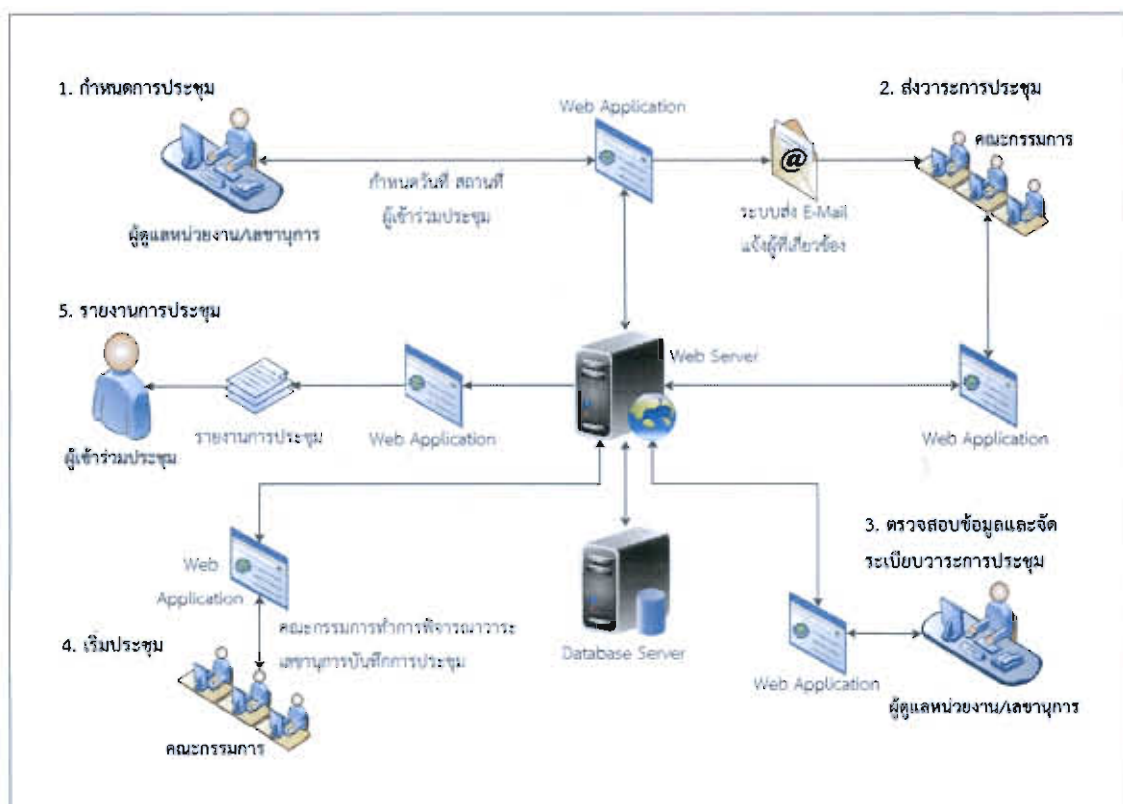 1. กำหนดการประชุม
Web Application
2. ส่งวาระการประชุม
คณะกรรมการ
กำหนดวันที่ สถานที่
ผู้เข้าร่วมประชุม
ระบบส่ง E-Mail
แจ้งผู้ที่เกี่ยวข้อง
ผู้ดูแลหน่วยงาน/เลขานุการ
5. รายงานการประชุม
Web Server
รายงานการประชุม
Web Application
Web Application
ผู้เข้าร่วมประชุม
3. ตรวจสอบข้อมูลและจัด
ระเบียบวาระการประชุม
Web
Application
คณะกรรมการทำการพิจารณาวาระ
เลขานุการบันทึกการประชุม
4. เริ่มประชุม
Database Server
Web Application
ผู้ดูแลหน่วยงาน/เลขานุการ
คณะกรรมการ